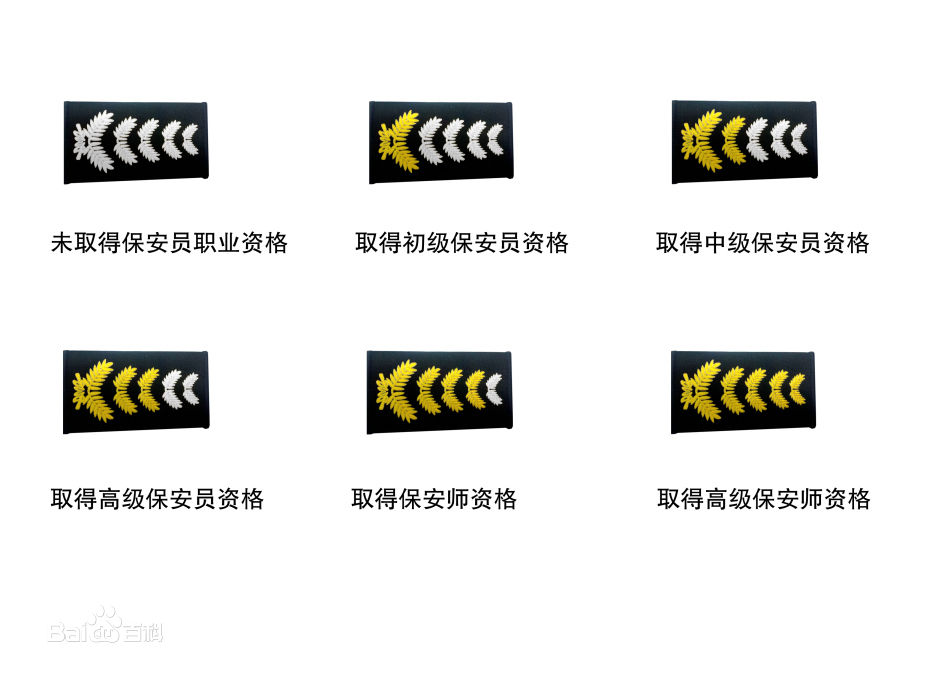 未取得保安员职业资格
取得初级保安员资格
取得中级保安员资格
取得高级保安员资格
取得保安师资格
取得高级保安师资格
Bai百科